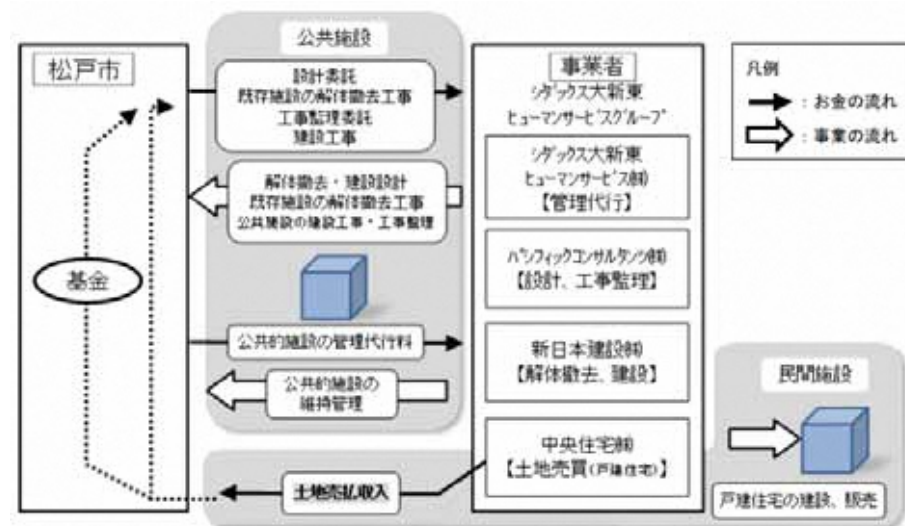 公共施設
松戸市
設計委託
既存施設の解体撤去工事
工事監理委託
建設工事
解体撤去・建設設計
既存施設の解体撤去工事
公共施設の建設工事・工事監理
基金
公共的施設の管理代行料
公共的施設の
維持管理
土地売払収入
事業者
シダックス大新東
ヒューマンサービスグループ
シダックス大新東
ヒューマンサービス㈱
【管理代行】
パシフィックコンサルタンツ㈱
【設計、工事監理】
新日本建設㈱
【解体撤去、建設】
中央住宅㈱
【土地売買(戸建住宅)】
凡例
：お金の流れ
：事業の流れ
民間施設
戸建住宅の建設、販売